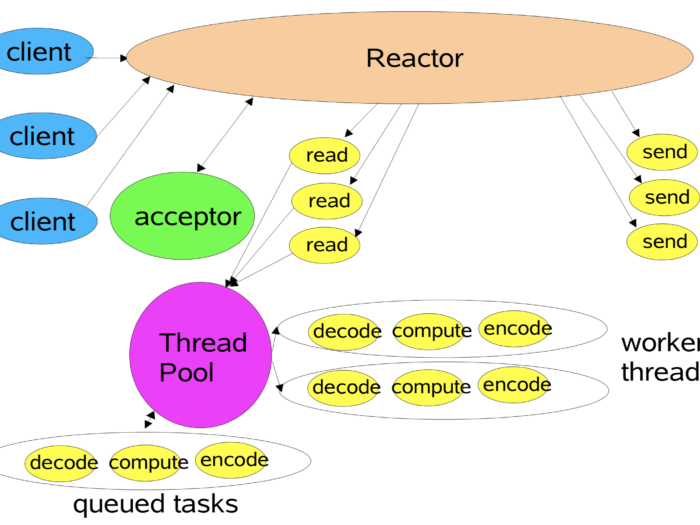 client
Reactor
client
client
acceptor
read
read
read
send
send
send
Thread
Pool
decode compute encode
decode compute encode
worker
thread
decode compute encode
queued tasks